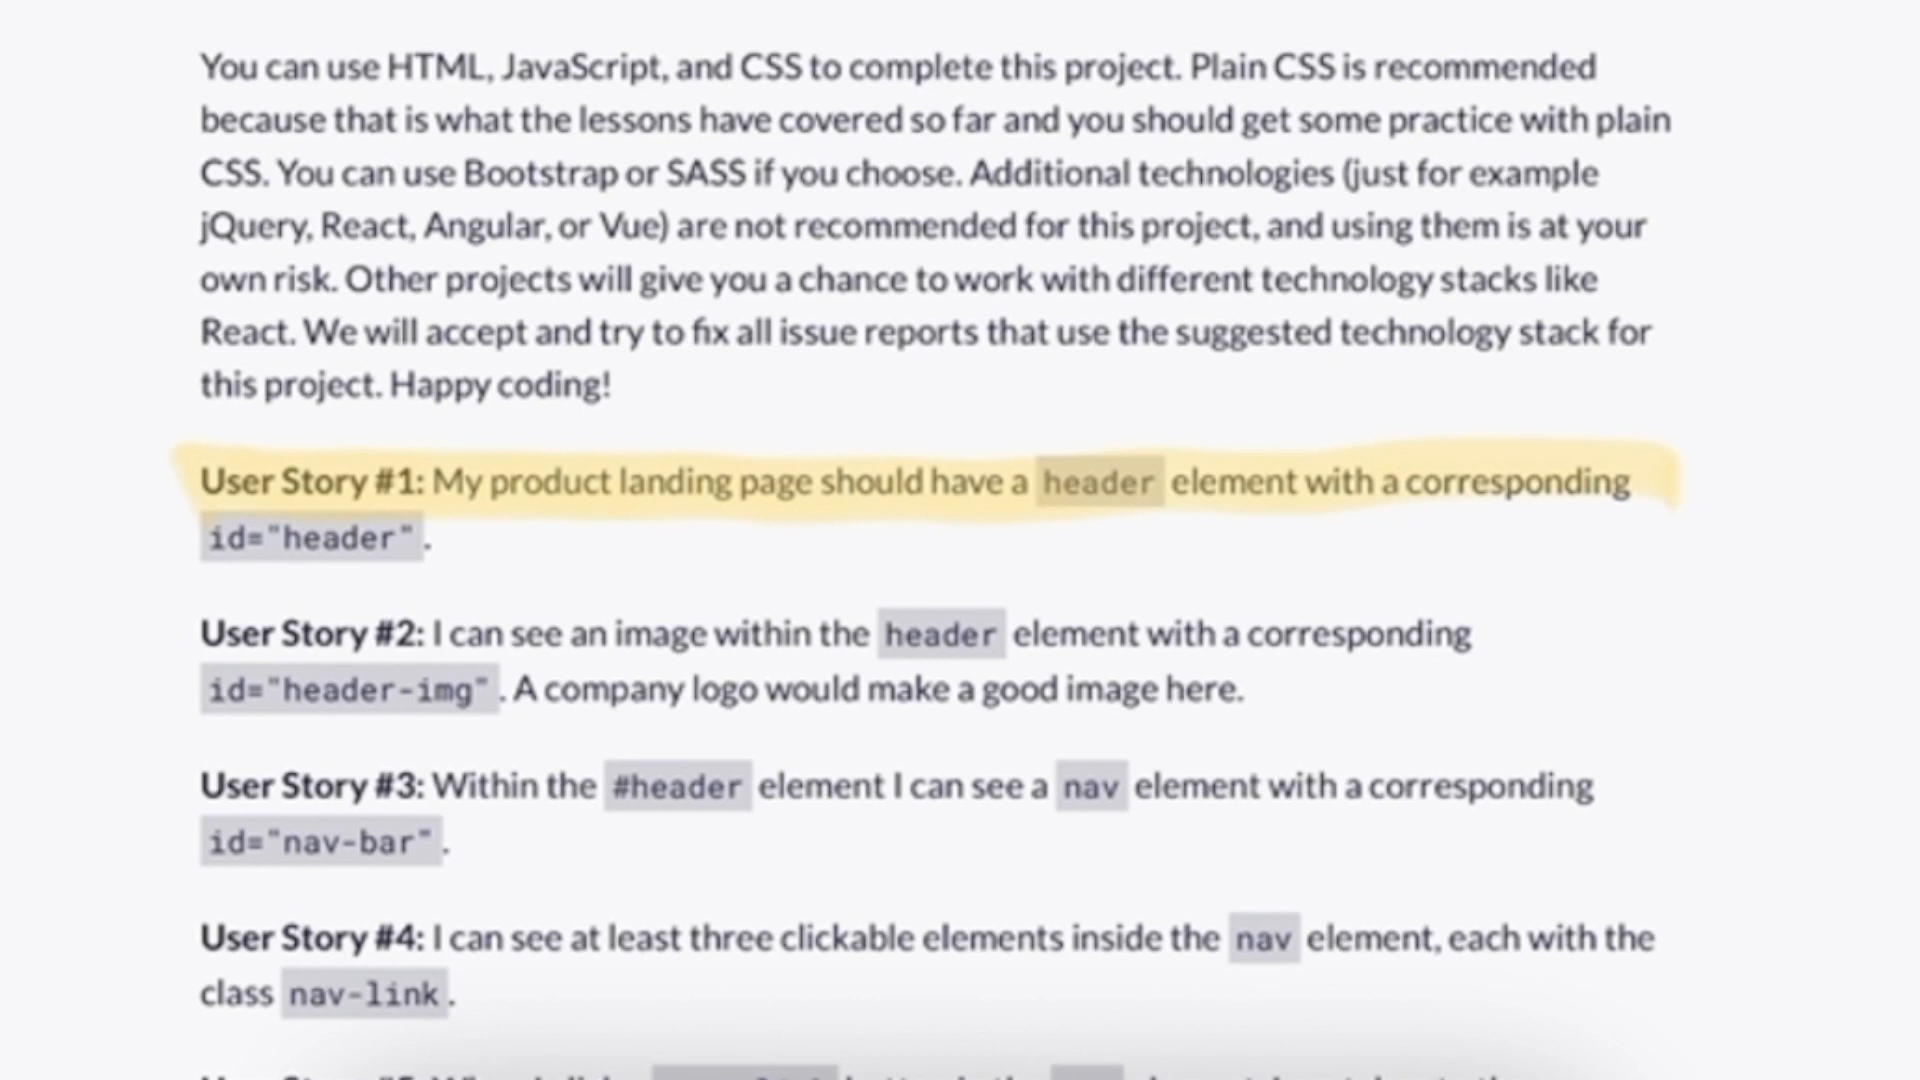 You can use HTML, JavaScript, and CSS to complete this project. Plain CSS is recommended
because that is what the lessons have covered so far and you should get some practice with plain
CSS. You can use Bootstrap or SASS if you choose. Additional technologies (just for example
jQuery, React, Angular, or Vue) are not recommended for this project, and using them is at your
own risk. Other projects will give you a chance to work with different technology stacks like
React. We will accept and try to fix all issue reports that use the suggested technology stack for
this project. Happy coding!
User Story #1: My product landing page should have a header element with a corresponding
id="header".
User Story #2: I can see an image within the header element with a corresponding
id="header-img". A company logo would make a good image here.
User Story #3: Within the #header element I can see a nav element with a corresponding
id="nav-bar".
User Story #4: I can see at least three clickable elements inside the nav element, each with the
class nav-link.